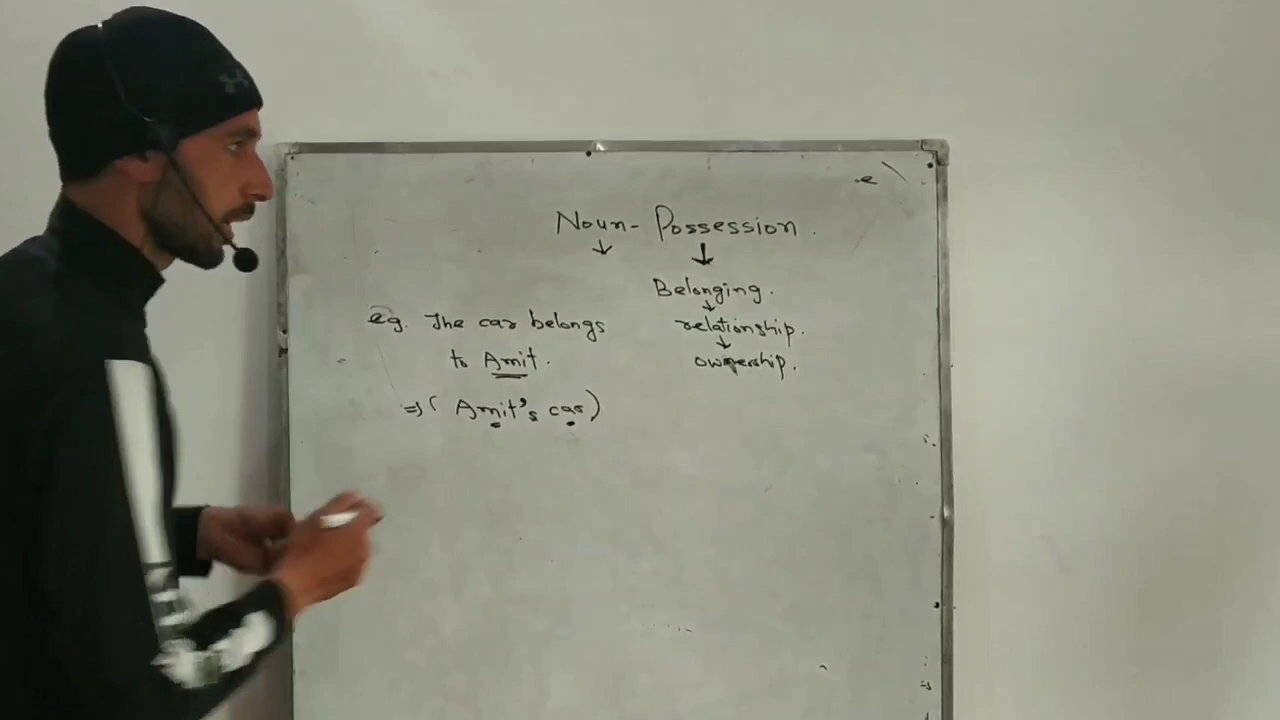 Noun- Possession.
↓ ↓
Belonging.
↓
relationship.
↓
ownership.
eg. The car belongs
to Amit.
⇒ ( Amit's car)